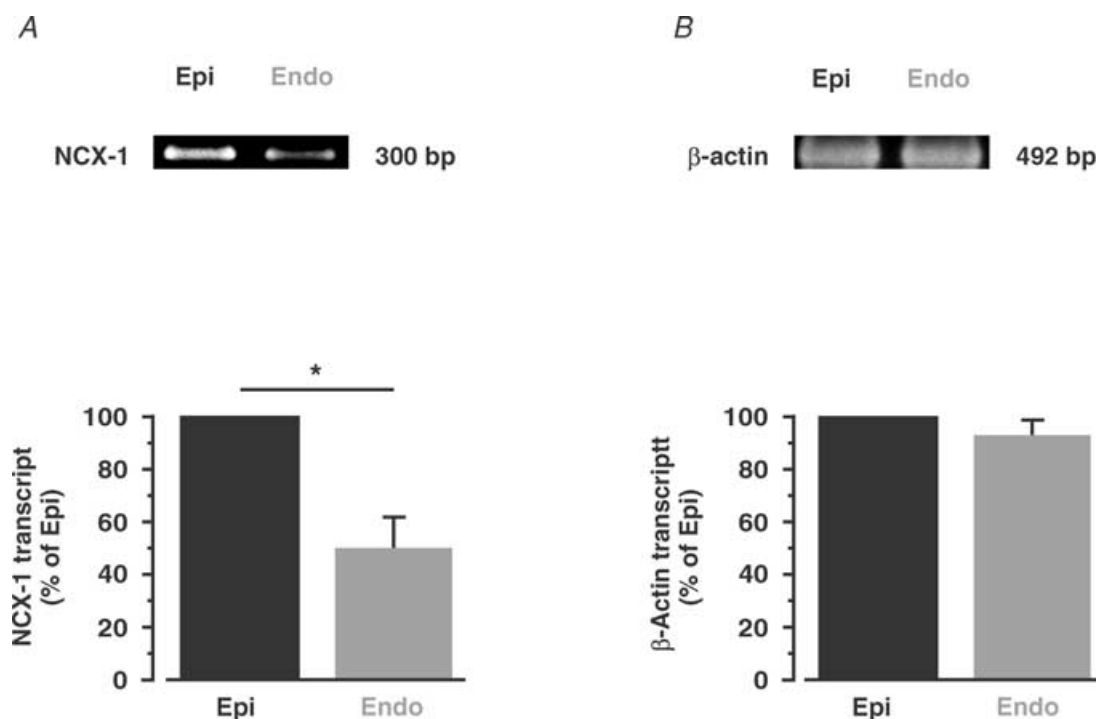 A
Epi Endo
NCX-1 300 bp
*
100
80
60
40
20
0
NCX-1 transcript
(% of Epi)
Epi Endo
B
Epi Endo
β-actin 492 bp
100
80
60
40
20
0
β-Actin transcriptt
(% of Epi)
Epi Endo